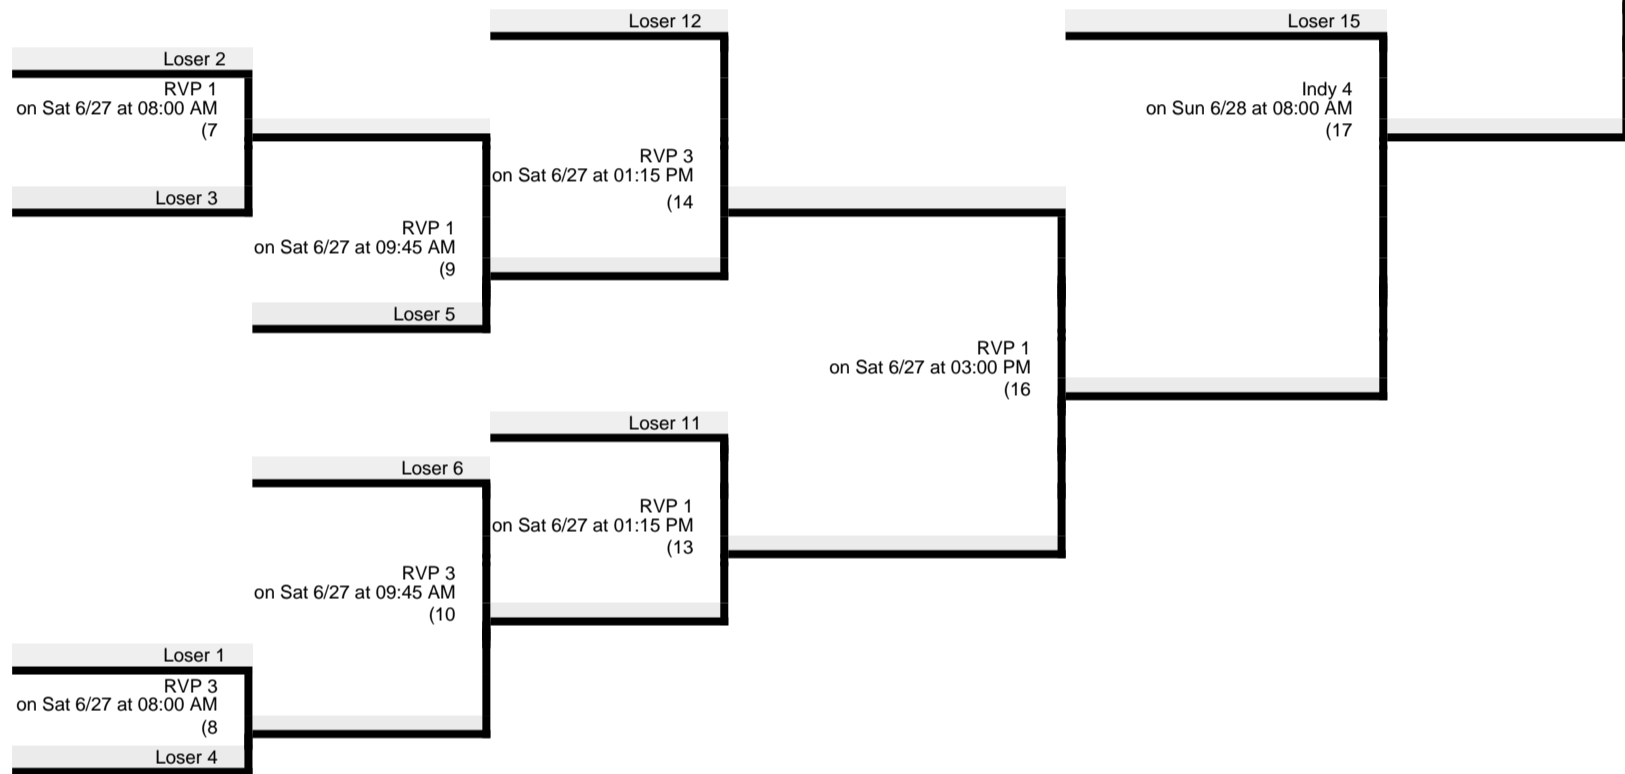 Loser 12
Loser 15
Loser 2
RVP 1
on Sat 6/27 at 08:00 AM
(7
Indy 4
on Sun 6/28 at 08:00 AM
(17
RVP 3
on Sat 6/27 at 01:15 PM
(14
Loser 3
RVP 1
on Sat 6/27 at 09:45 AM
(9
Loser 5
RVP 1
on Sat 6/27 at 03:00 PM
(16
Loser 11
Loser 6
RVP 1
on Sat 6/27 at 01:15 PM
(13
RVP 3
on Sat 6/27 at 09:45 AM
(10
Loser 1
RVP 3
on Sat 6/27 at 08:00 AM
(8
Loser 4